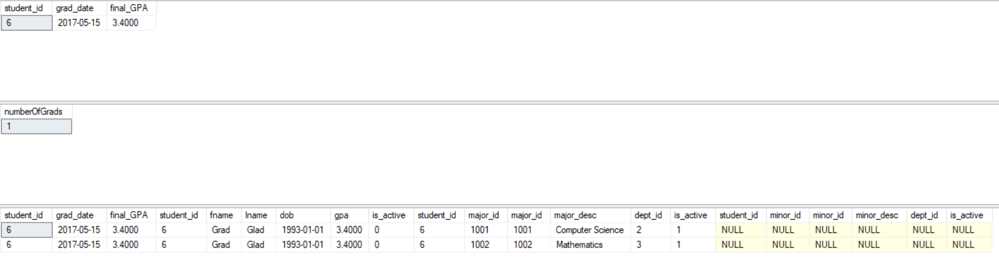 student_id grad_date final_GPA
6 2017-05-15 3.4000
numberOfGrads
1
student_id grad_date final_GPA student_id fname lname dob gpa is_active student_id major_id major_id major_desc dept_id is_active student_id minor_id minor_id minor_desc dept_id is_active
6 2017-05-15 3.4000 6 Grad Glad 1993-01-01 3.4000 0 6 1001 1001 Computer Science 2 1 NULL NULL NULL NULL NULL NULL
6 2017-05-15 3.4000 6 Grad Glad 1993-01-01 3.4000 0 6 1002 1002 Mathematics 3 1 NULL NULL NULL NULL NULL NULL